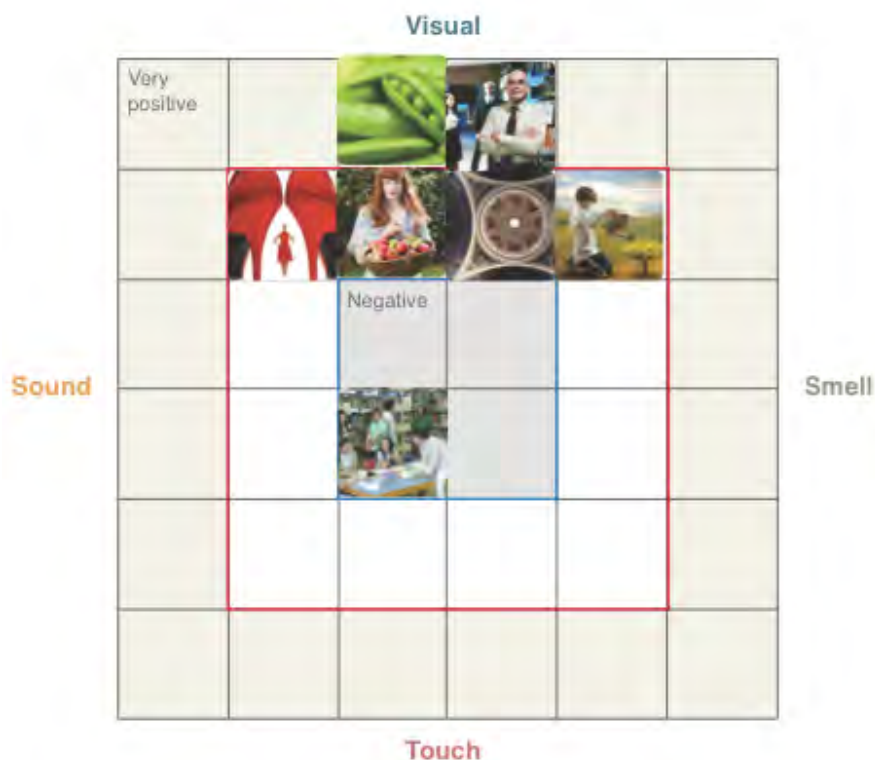 Visual
Very
positive
Negative
Sound
Smell
Touch